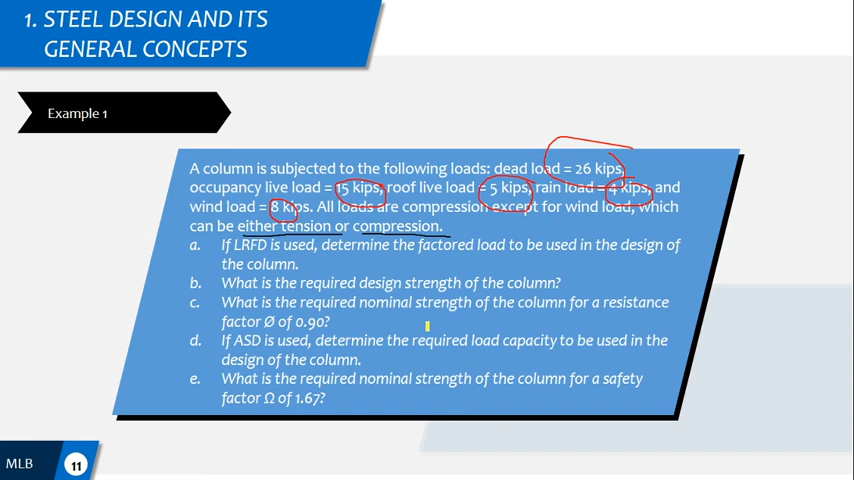 1. STEEL DESIGN AND ITS
GENERAL CONCEPTS
Example 1
A column is subjected to the following loads: dead load = 26 kips,
occupancy live load = 15 kips, roof live load = 5 kips, rain load = 4 kips, and
wind load = 8 kips. All loads are compression except for wind load, which
can be either tension or compression.
a. If LRFD is used, determine the factored load to be used in the design of
the column.
b. What is the required design strength of the column?
c. What is the required nominal strength of the column for a resistance
factor Ø of 0.90?
d. If ASD is used, determine the required load capacity to be used in the
design of the column.
e. What is the required nominal strength of the column for a safety
factor Ω of 1.67?
MLB 11